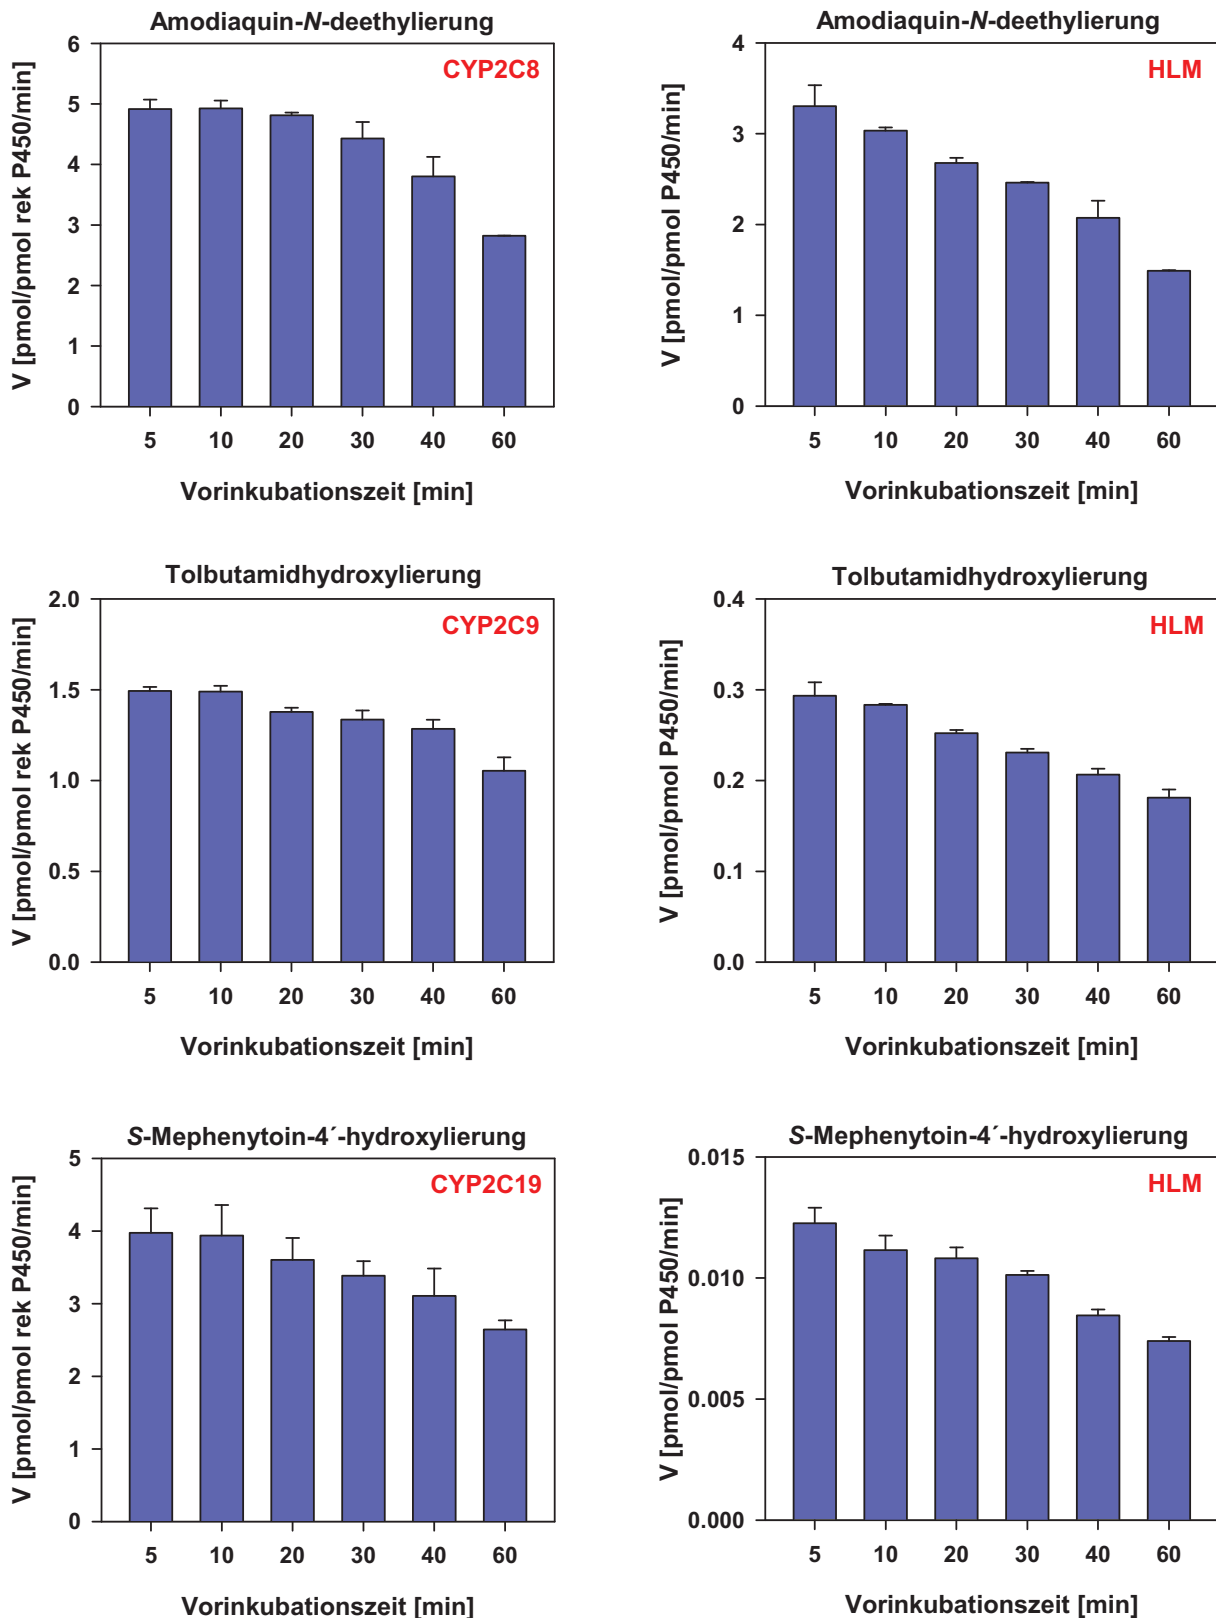 Amodiaquin-N-deethylierung
CYP2C8
V [pmol/pmol rek P450/min]
6
5
4
3
2
1
0
5 10 20 30 40 60
Vorinkubationszeit [min]
Amodiaquin-N-deethylierung
HLM
V [pmol/pmol P450/min]
4
3
2
1
0
5 10 20 30 40 60
Vorinkubationszeit [min]
Tolbutamidhydroxylierung
CYP2C9
V [pmol/pmol rek P450/min]
2.0
1.5
1.0
0.5
0.0
5 10 20 30 40 60
Vorinkubationszeit [min]
Tolbutamidhydroxylierung
HLM
V [pmol/pmol P450/min]
0.4
0.3
0.2
0.1
0.0
5 10 20 30 40 60
Vorinkubationszeit [min]
S-Mephenytoin-4´-hydroxylierung
CYP2C19
V [pmol/pmol rek P450/min]
5
4
3
2
1
0
5 10 20 30 40 60
Vorinkubationszeit [min]
S-Mephenytoin-4´-hydroxylierung
HLM
V [pmol/pmol P450/min]
0.015
0.010
0.005
0.000
5 10 20 30 40 60
Vorinkubationszeit [min]